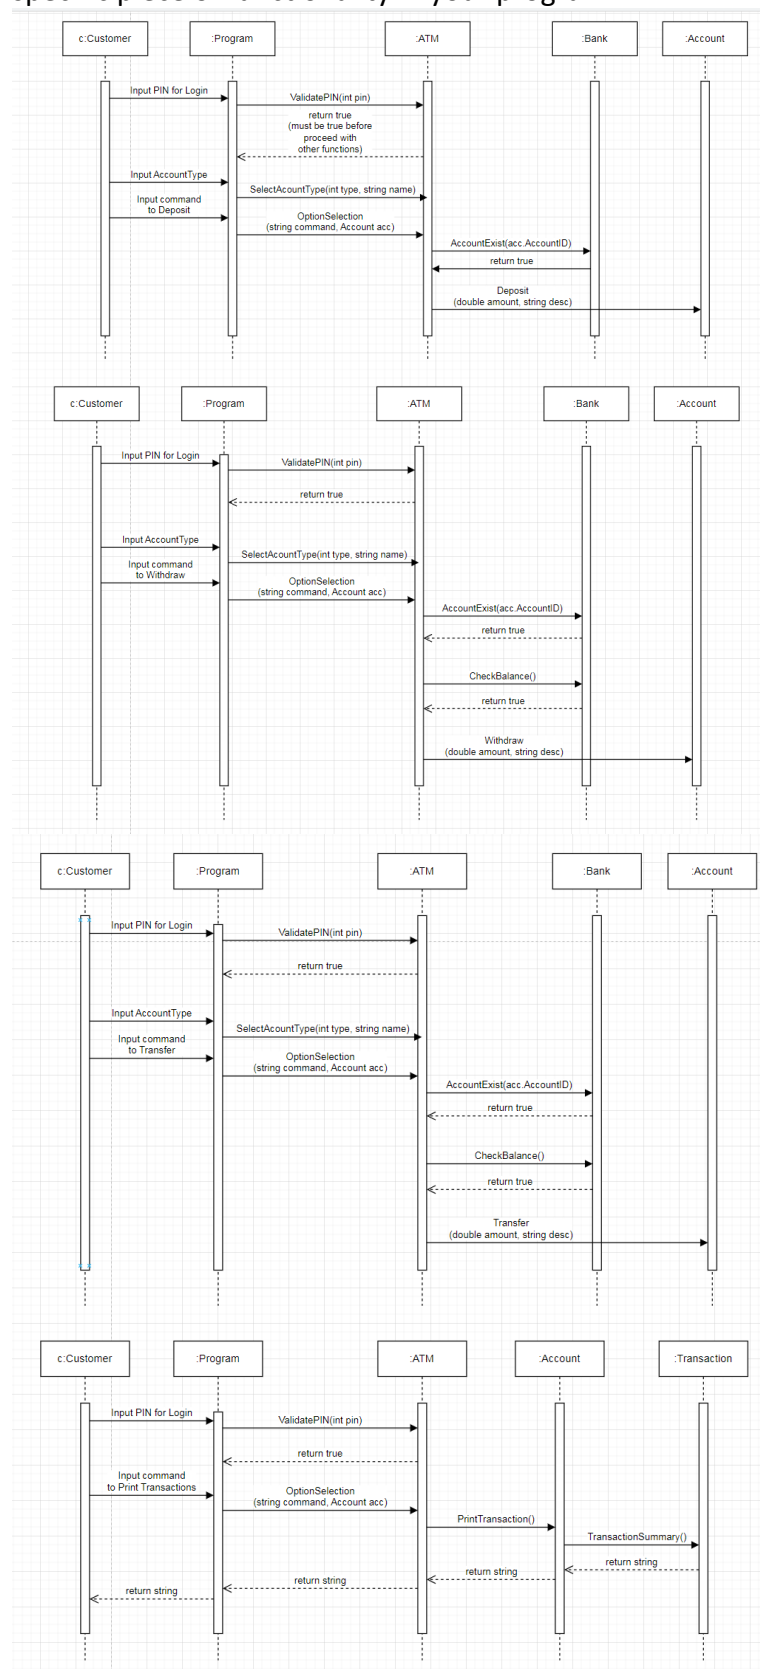 c:Customer
:Program
:ATM
:Bank
:Account
Input PIN for Login
ValidatePIN(int pin)
return true
(must be true before
proceed with
other functions)
Input AccountType
SelectAcountType(int type, string name)
Input command
to Deposit
OptionSelection
(string command, Account acc)
AccountExist(acc.AccountID)
return true
Deposit
(double amount, string desc)
c:Customer
:Program
:ATM
:Bank
:Account
Input PIN for Login
ValidatePIN(int pin)
return true
Input AccountType
SelectAcountType(int type, string name)
Input command
to Withdraw
OptionSelection
(string command, Account acc)
AccountExist(acc.AccountID)
return true
CheckBalance()
return true
Withdraw
(double amount, string desc)
c:Customer
:Program
:ATM
:Bank
:Account
Input PIN for Login
ValidatePIN(int pin)
return true
Input AccountType
SelectAcountType(int type, string name)
Input command
to Transfer
OptionSelection
(string command, Account acc)
AccountExist(acc.AccountID)
return true
CheckBalance()
return true
Transfer
(double amount, string desc)
c:Customer
:Program
:ATM
:Account
:Transaction
Input PIN for Login
ValidatePIN(int pin)
return true
Input command
to Print Transactions
OptionSelection
(string command, Account acc)
PrintTransaction()
TransactionSummary()
return string
return string
return string
return string